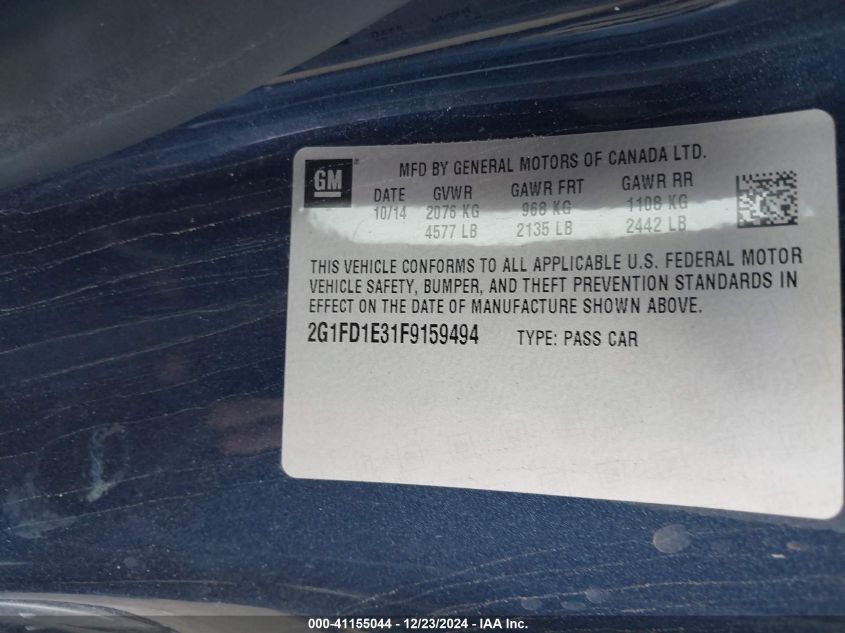 GM
MFD BY GENERAL MOTORS OF CANADA LTD.
DATE GVWR GAWR FRT GAWR RR
10/14 2076 KG 968 KG 1108 KG
4577 LB 2135 LB 2442 LB
THIS VEHICLE CONFORMS TO ALL APPLICABLE U.S. FEDERAL MOTOR
VEHICLE SAFETY, BUMPER, AND THEFT PREVENTION STANDARDS IN
EFFECT ON THE DATE OF MANUFACTURE SHOWN ABOVE.
2G1FD1E31F9159494 TYPE: PASS CAR
000-41155044 - 12/23/2024 - IAA Inc.